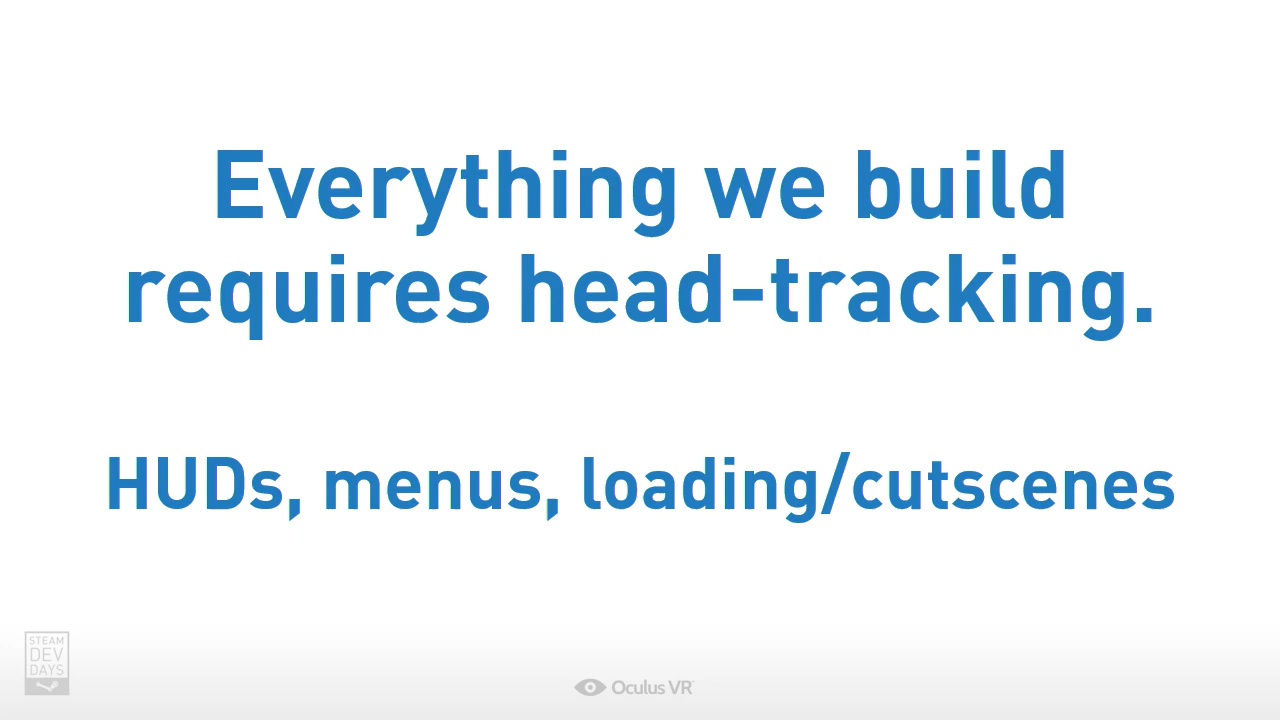 Everything we build
requires head-tracking.
HUDs, menus, loading/cutscenes
STEAM
DEV
DAYS
Oculus VR